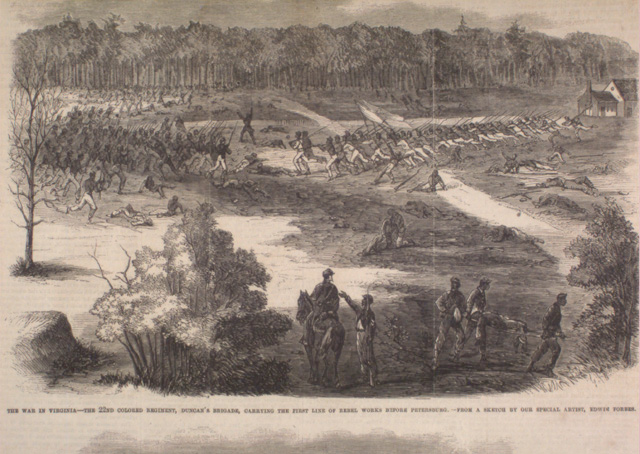 THE WAR IN VIRGINIA—THE 22ND COLORED REGIMENT, DUNCAN'S BRIGADE, CARRYING THE FIRST LINE OF REBEL WORKS BEFORE PETERSBURG.—FROM A SKETCH BY OUR SPECIAL ARTIST, EDWIN FORBES.